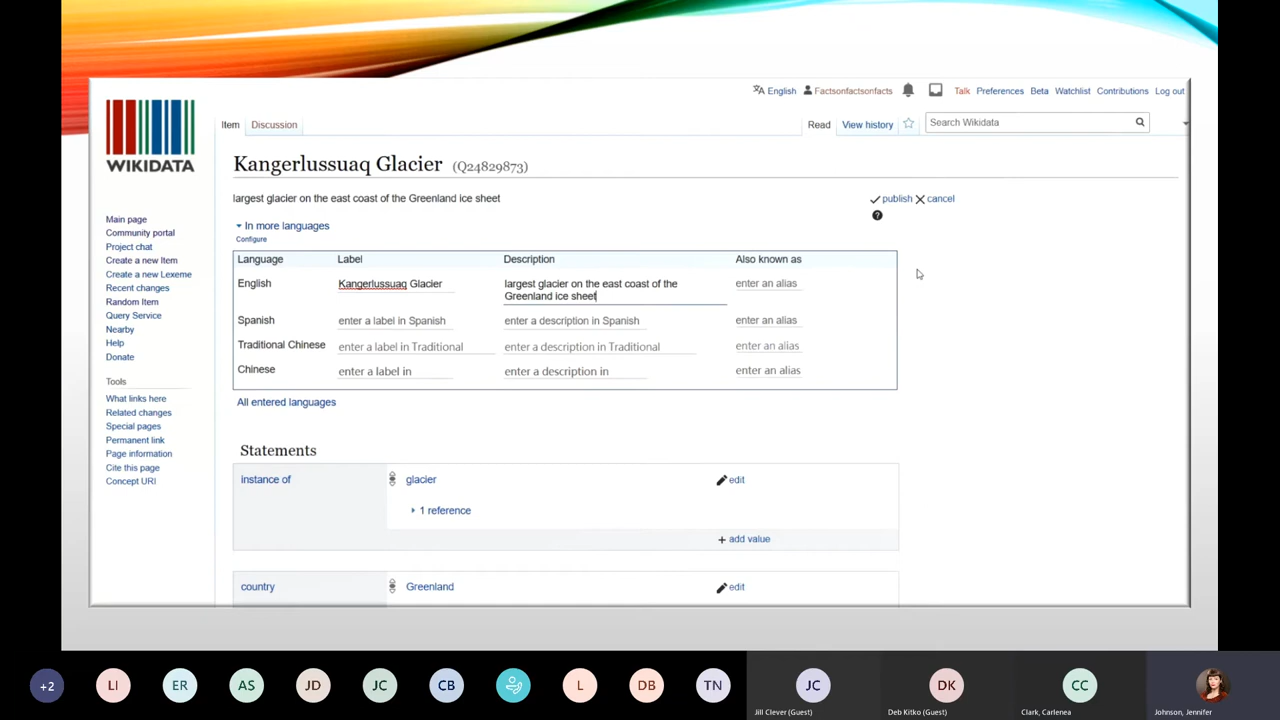 English Factsonfactsonfacts Talk Preferences Beta Watchlist Contributions Log out
WIKIDATA
Item Discussion Read View history Search Wikidata
Kangerlussuaq Glacier (Q24829873)
largest glacier on the east coast of the Greenland ice sheet publish cancel
In more languages
Configure
Language Label Description Also known as
English Kangerlussuaq Glacier largest glacier on the east coast of the enter an alias
Greenland ice sheet
Spanish enter a label in Spanish enter a description in Spanish enter an alias
Traditional Chinese enter a label in Traditional enter a description in Traditional enter an alias
Chinese enter a label in enter a description in enter an alias
All entered languages
Main page
Community portal
Project chat
Create a new Item
Create a new Lexeme
Recent changes
Random Item
Query Service
Nearby
Help
Donate
Tools
What links here
Related changes
Special pages
Permanent link
Page information
Cite this page
Concept URI
Statements
instance of glacier edit
1 reference
+ add value
country Greenland edit
+2 LI ER AS JD JC CB L DB TN JC DK CC
Jill Clever (Guest) Deb Kitko (Guest) Clark, Carlenea Johnson, Jennifer